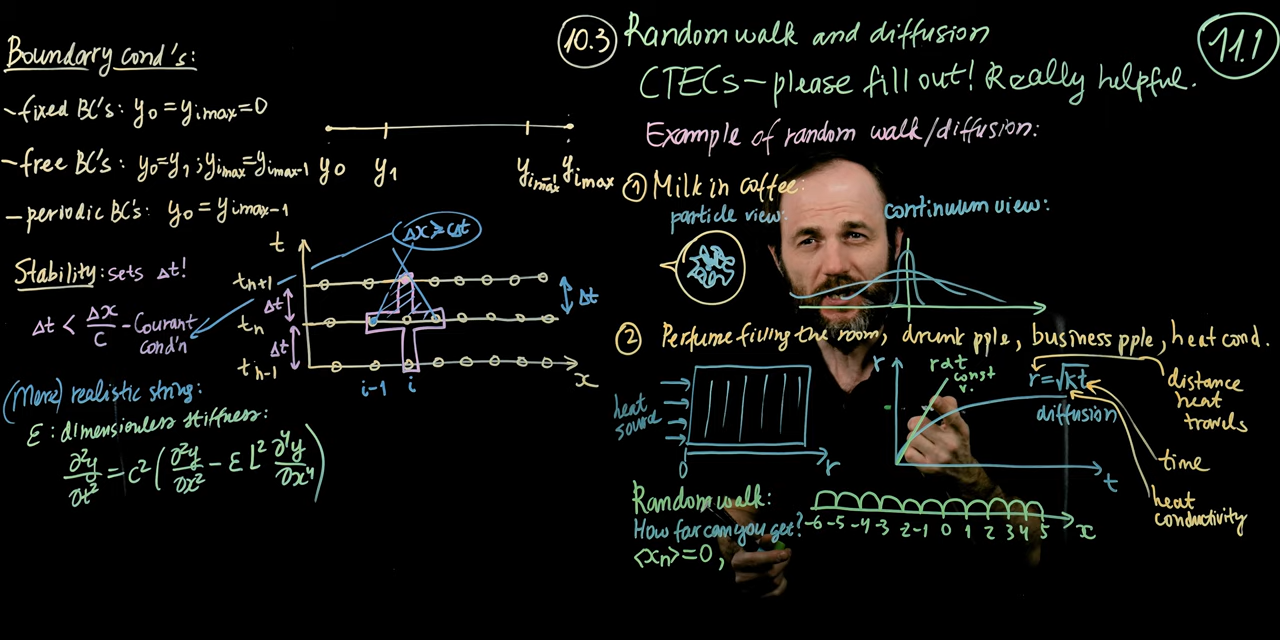 Boundary cond's:
- fixed BC's: y0 = yimax = 0
- free BC's: y0 = y1 ; yimax = yimax-1
- periodic BC's: y0 = yimax-1
y0 y1 yimax-1 yimax
Stability: sets Δt!
Δt < Δx/c - Courant cond'n
Δx ≥ cΔt
t
tn+1
Δt
tn
Δt
tn-1
Δt
i-1 i
x
(More) realistic string:
ε : dimensionless stiffness:
∂²y/∂t² = c² (∂²y/∂x² - ε L² ∂⁴y/∂x⁴)
10.3 Random walk and diffusion
11.1
CTECs - please fill out! Really helpful.
Example of random walk/diffusion:
① Milk in coffee:
particle view:
continuum view:
② Perfume filling the room, drunk pple, business pple, heat cond.
heat source
0 r
r
r α t
const v.
r = √kt
diffusion
t
distance heat travels
time
heat conductivity
Random walk:
How far can you get?
<xn> = 0,
-6 -5 -4 -3 -2 -1 0 1 2 3 4 5 x